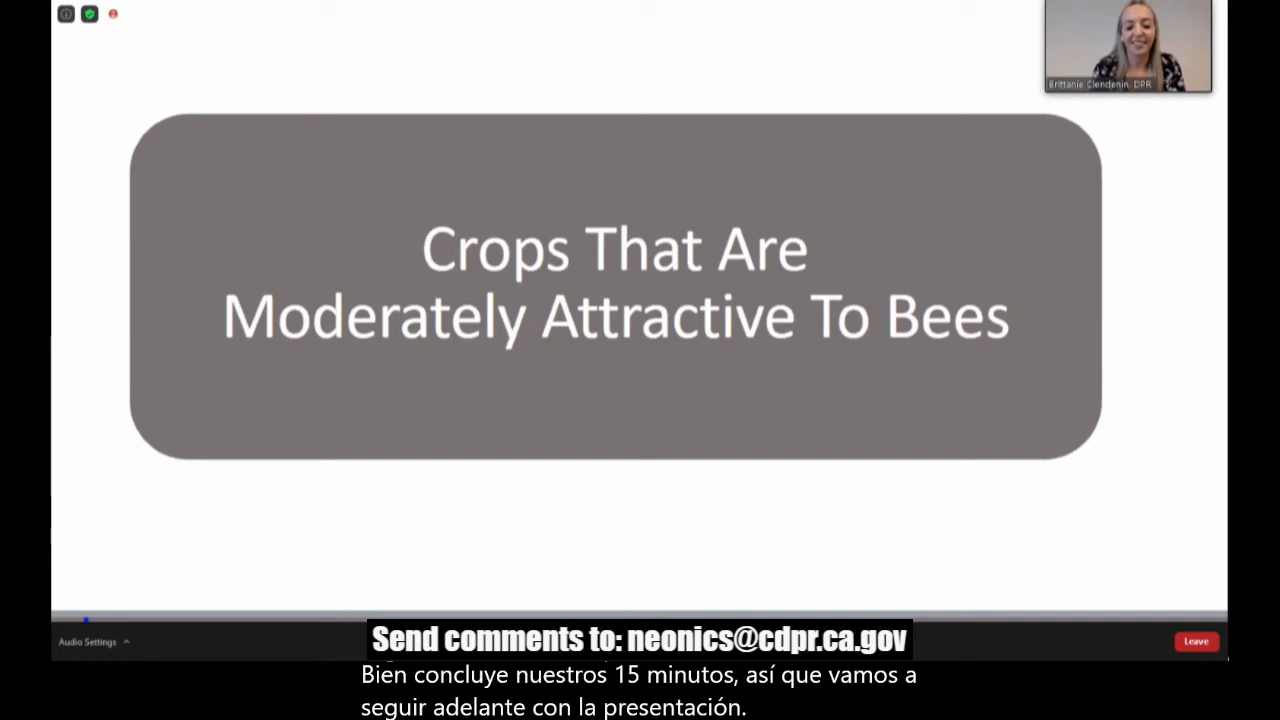 Brittanie Clendenin, DPR
Crops That Are
Moderately Attractive To Bees
Audio Settings
Send comments to: neonics@cdpr.ca.gov
Leave
Bien concluye nuestros 15 minutos, así que vamos a
seguir adelante con la presentación.